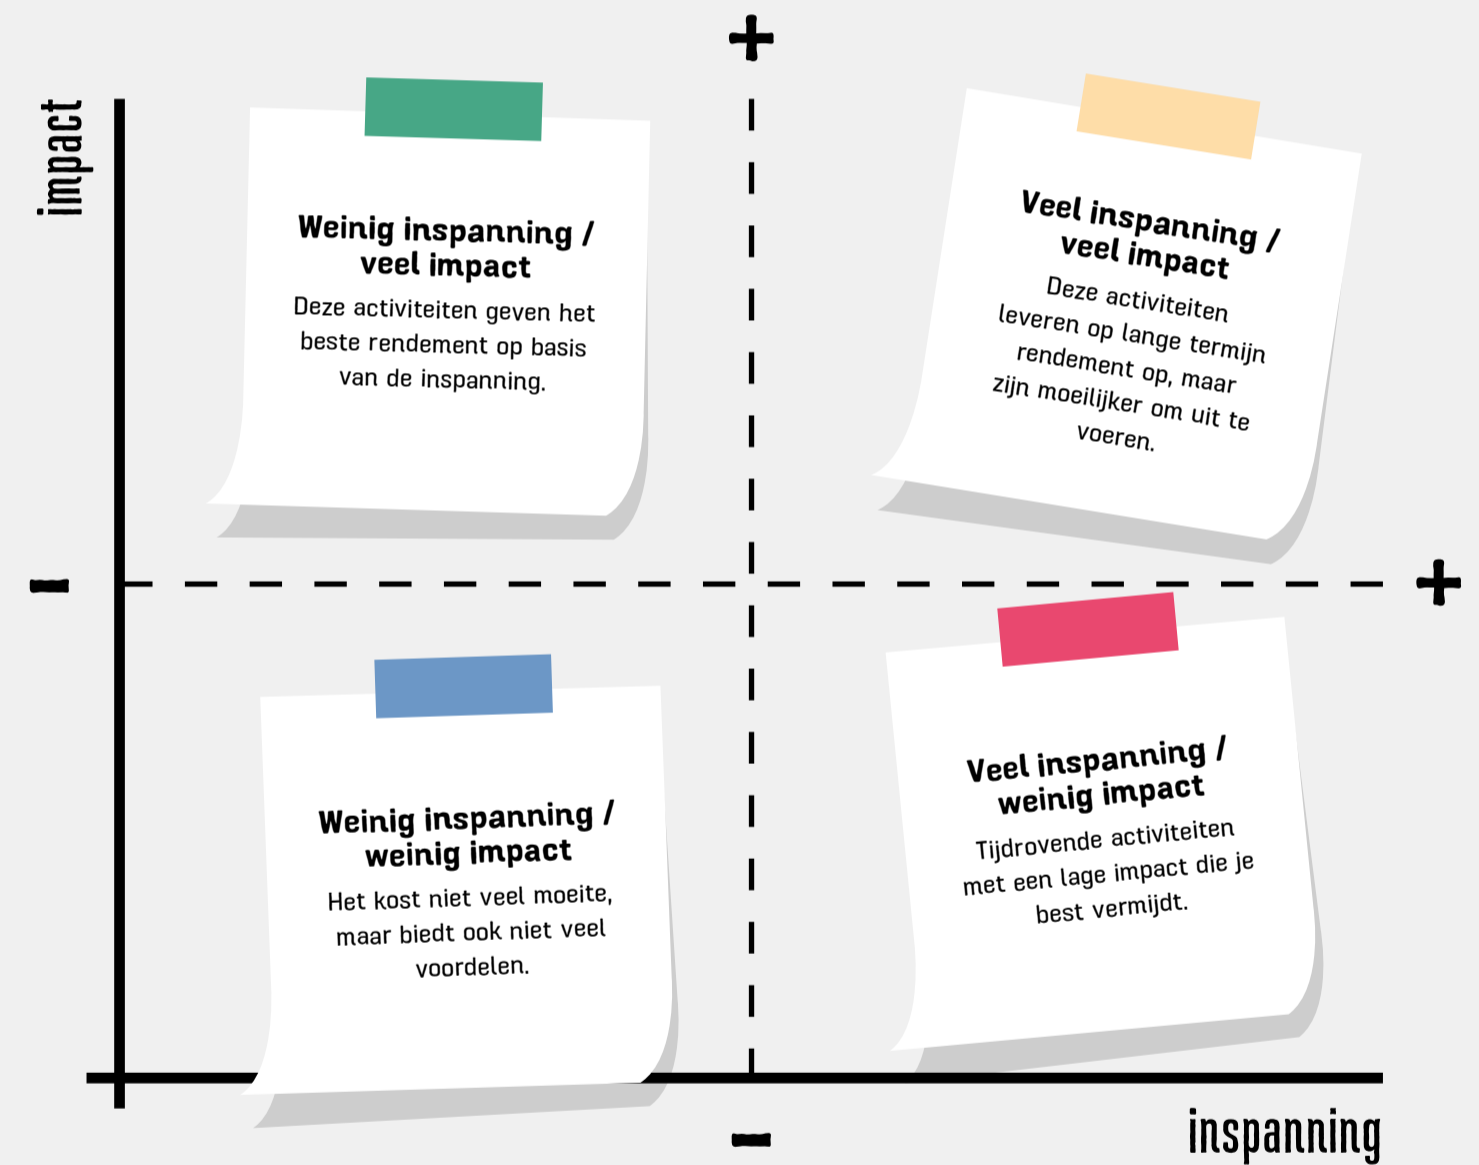 +
impact
Weinig inspanning /
veel impact
Deze activiteiten geven het
beste rendement op basis
van de inspanning.
Veel inspanning /
veel impact
Deze activiteiten
leveren op lange termijn
rendement op, maar
zijn moeilijker om uit te
voeren.
-
+
Weinig inspanning /
weinig impact
Het kost niet veel moeite,
maar biedt ook niet veel
voordelen.
Veel inspanning /
weinig impact
Tijdrovende activiteiten
met een lage impact die je
best vermijdt.
-
inspanning